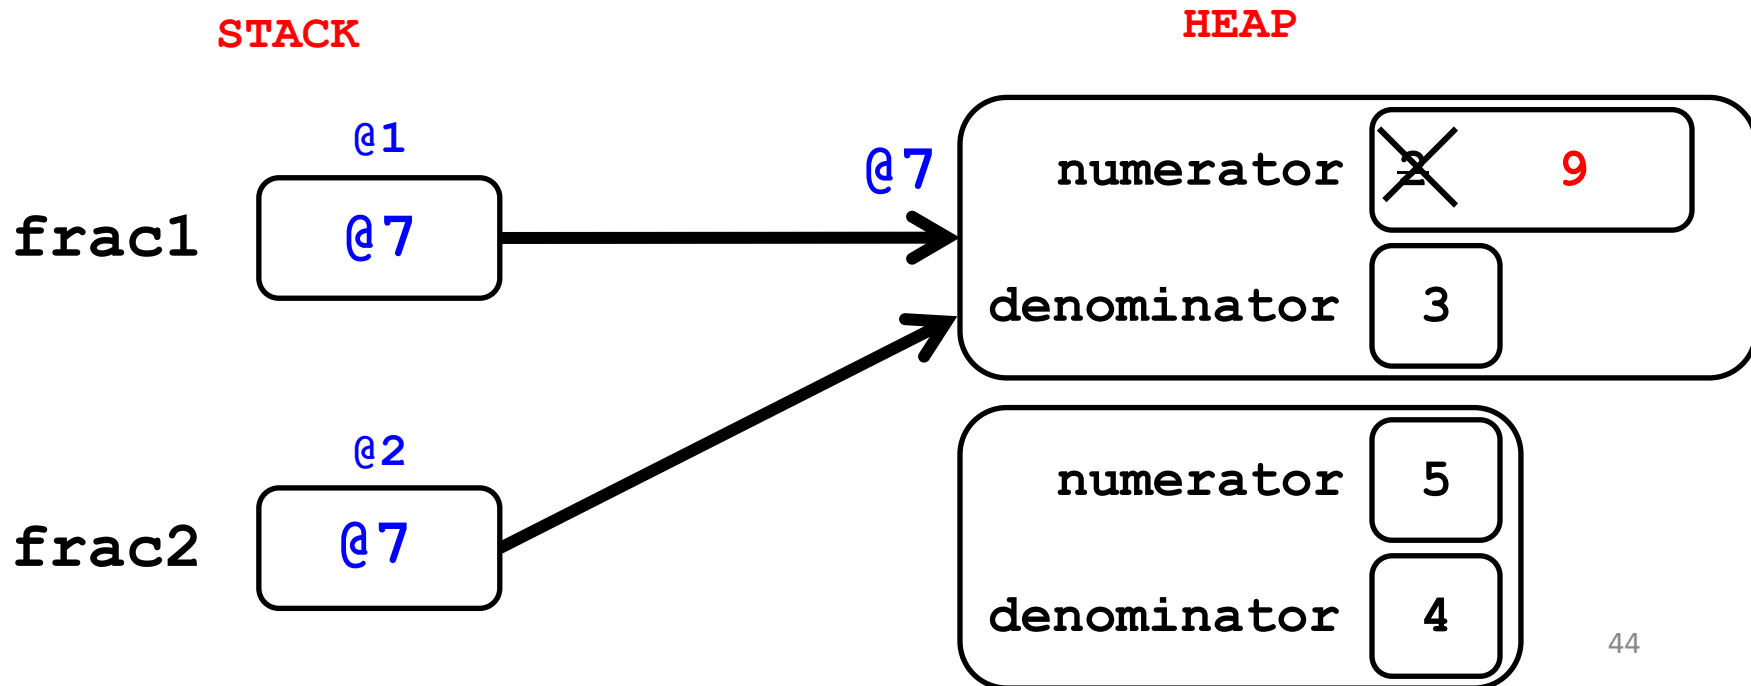 STACK HEAP
@1
@7 numerator 2 9
frac1 @7
denominator 3
@2
numerator 5
frac2 @7
denominator 4
44